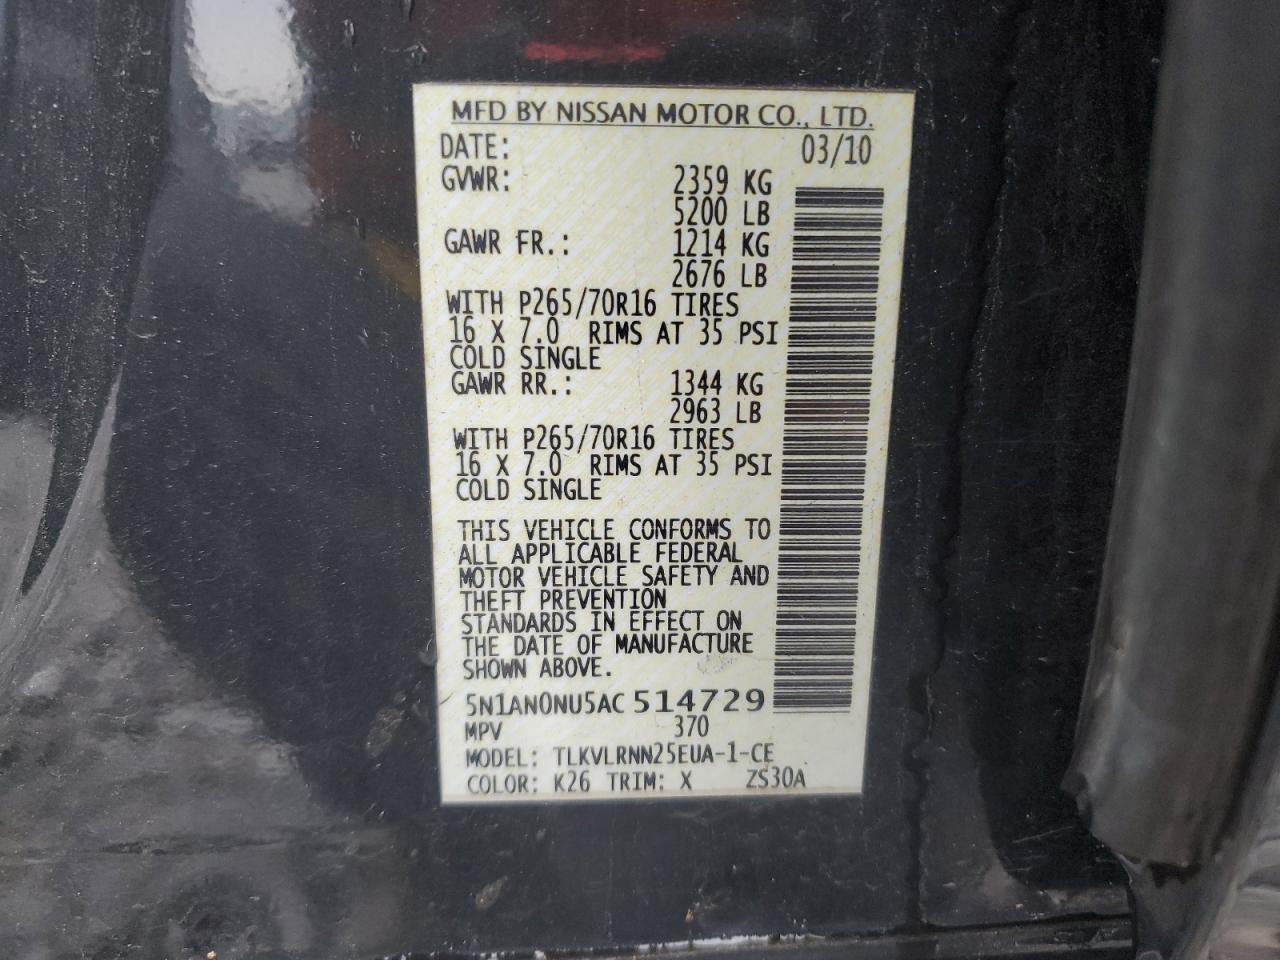 MFD BY NISSAN MOTOR CO., LTD.
DATE: 03/10
GVWR: 2359 KG
5200 LB
GAWR FR.: 1214 KG
2676 LB
WITH P265/70R16 TIRES
16 X 7.0 RIMS AT 35 PSI
COLD SINGLE
GAWR RR.: 1344 KG
2963 LB
WITH P265/70R16 TIRES
16 X 7.0 RIMS AT 35 PSI
COLD SINGLE
THIS VEHICLE CONFORMS TO
ALL APPLICABLE FEDERAL
MOTOR VEHICLE SAFETY AND
THEFT PREVENTION
STANDARDS IN EFFECT ON
THE DATE OF MANUFACTURE
SHOWN ABOVE.
5N1AN0NU5AC514729
MPV 370
MODEL: TLKVLRNN25EUA-1-CE
COLOR: K26 TRIM: X ZS30A